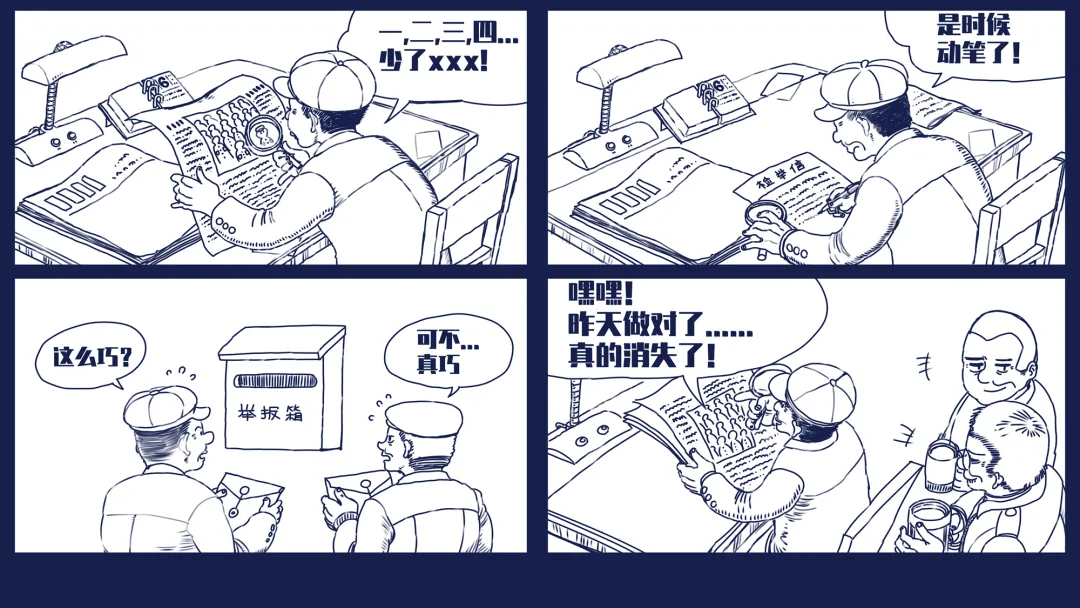 一,二,三,四...
少了xxx!
6
是时候
动笔了!
6
检举信
这么巧?
可不...
真巧
举报箱
嘿嘿!
昨天做对了......
真的消失了!